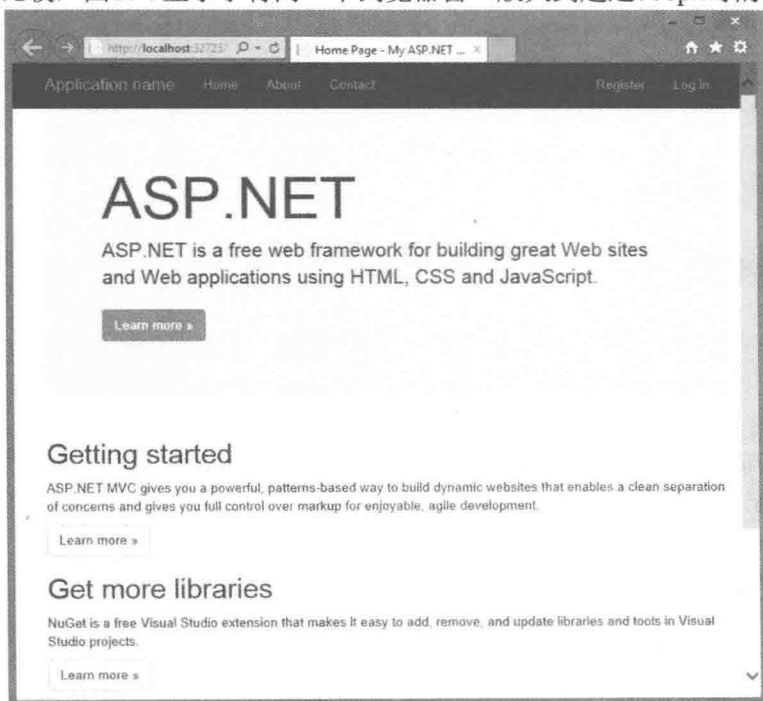 http://localhost:32725/
Home Page - My ASP.NET ...
Application name Home About Contact Register Log in
ASP.NET
ASP.NET is a free web framework for building great Web sites
and Web applications using HTML, CSS and JavaScript.
Learn more »
Getting started
ASP.NET MVC gives you a powerful, patterns-based way to build dynamic websites that enables a clean separation
of concerns and gives you full control over markup for enjoyable, agile development.
Learn more »
Get more libraries
NuGet is a free Visual Studio extension that makes it easy to add, remove, and update libraries and tools in Visual
Studio projects.
Learn more »